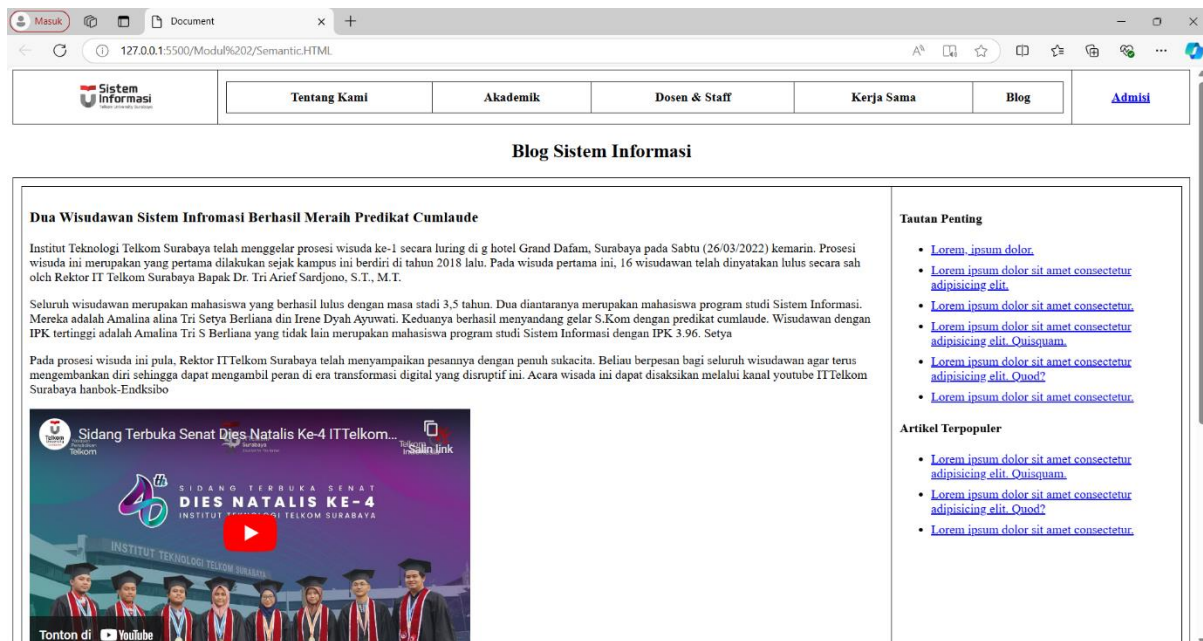 Masuk
Document
127.0.0.1:5500/Modul%202/Semantic.HTML
Sistem
Informasi
Telkom University Surabaya
Tentang Kami
Akademik
Dosen & Staff
Kerja Sama
Blog
Admisi
Blog Sistem Informasi
Dua Wisudawan Sistem Infromasi Berhasil Meraih Predikat Cumlaude
Institut Teknologi Telkom Surabaya telah menggelar prosesi wisuda ke-1 secara luring di g hotel Grand Dafam, Surabaya pada Sabtu (26/03/2022) kemarin. Prosesi
wisuda ini merupakan yang pertama dilakukan sejak kampus ini berdiri di tahun 2018 lalu. Pada wisuda pertama ini, 16 wisudawan telah dinyatakan lulus secara sah
olch Rektor IT Telkom Surabaya Bapak Dr. Tri Arief Sardjono, S.T., M.T.
Seluruh wisudawan merupakan mahasiswa yang berhasil lulus dengan masa stadi 3,5 tahun. Dua diantaranya merupakan mahasiswa program studi Sistem Informasi.
Mereka adalah Amalina alina Tri Setya Berliana din Irene Dyah Ayuwati. Keduanya berhasil menyandang gelar S.Kom dengan predikat cumlaude. Wisudawan dengan
IPK tertinggi adalah Amalina Tri S Berliana yang tidak lain merupakan mahasiswa program studi Sistem Informasi dengan IPK 3.96. Setya
Pada prosesi wisuda ini pula, Rektor ITTelkom Surabaya telah menyampaikan pesannya dengan penuh sukacita. Beliau berpesan bagi seluruh wisudawan agar terus
mengembankan diri sehingga dapat mengambil peran di era transformasi digital yang disruptif ini. Acara wisada ini dapat disaksikan melalui kanal youtube ITTelkom
Surabaya hanbok-Endksibo
Sidang Terbuka Senat Dies Natalis Ke-4 ITTelkom...
Salin link
Telkom
SIDANG TERBUKA SENAT
DIES NATALIS KE-4
INSTITUT TEKNOLOGI TELKOM SURABAYA
INSTITUT TEKNOLOGI TELKOM SURABAYA
Tonton di YouTube
Tautan Penting
Lorem, ipsum dolor.
Lorem ipsum dolor sit amet consectetur
adipisicing elit.
Lorem ipsum dolor sit amet consectetur.
Lorem ipsum dolor sit amet consectetur
adipisicing elit. Quisquam.
Lorem ipsum dolor sit amet consectetur
adipisicing elit. Quod?
Lorem ipsum dolor sit amet consectetur.
Artikel Terpopuler
Lorem ipsum dolor sit amet consectetur
adipisicing elit. Quisquam.
Lorem ipsum dolor sit amet consectetur
adipisicing elit. Quod?
Lorem ipsum dolor sit amet consectetur.